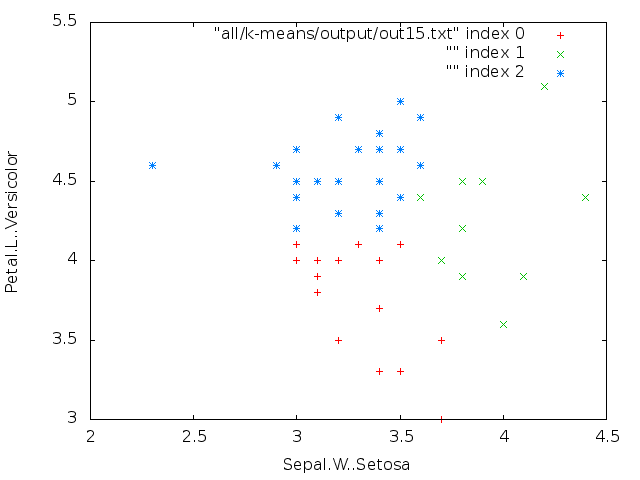 "all/k-means/output/out15.txt" index 0
"" index 1
"" index 2
5.5
5
4.5
4
3.5
3
Petal.L..Versicolor
2
2.5
3
3.5
4
4.5
Sepal.W..Setosa